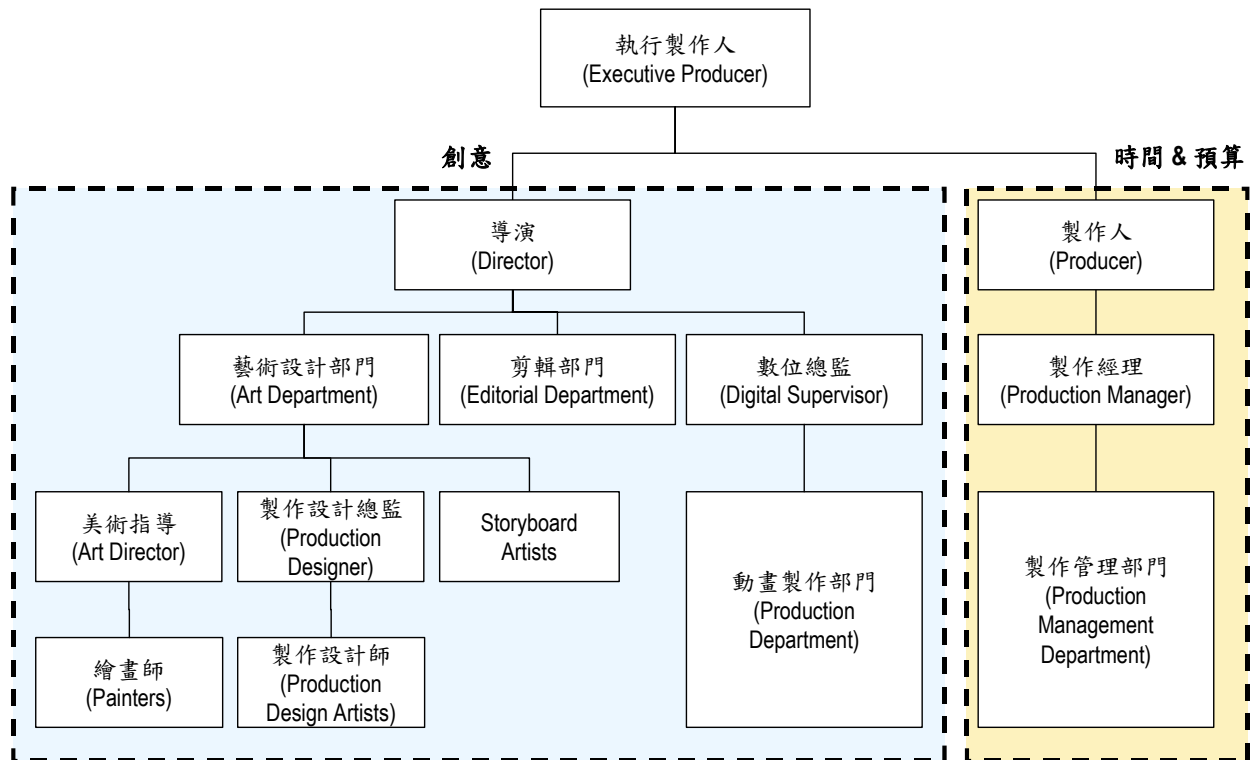 執行製作人
(Executive Producer)
創意
時間 & 預算
導演
(Director)
製作人
(Producer)
藝術設計部門
(Art Department)
剪輯部門
(Editorial Department)
數位總監
(Digital Supervisor)
製作經理
(Production Manager)
美術指導
(Art Director)
製作設計總監
(Production
Designer)
Storyboard
Artists
動畫製作部門
(Production
Department)
製作管理部門
(Production
Management
Department)
繪畫師
(Painters)
製作設計師
(Production
Design Artists)